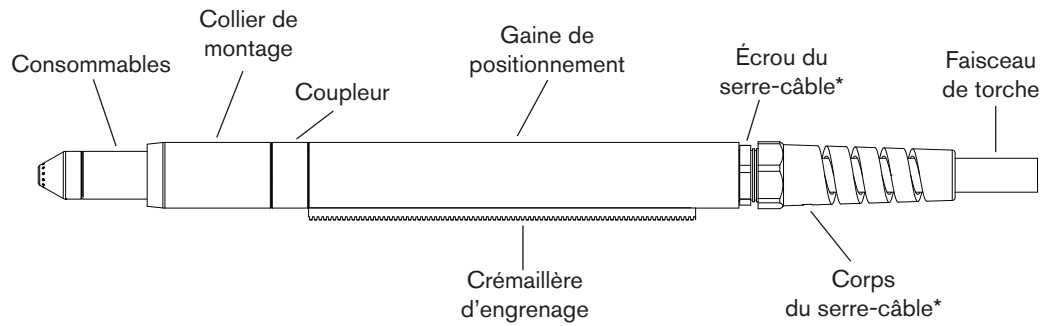 Consommables
Collier de
montage
Coupleur
Gaine de
positionnement
Écrou du
serre-câble*
Faisceau
de torche
Crémaillère
d'engrenage
Corps
du serre-câble*